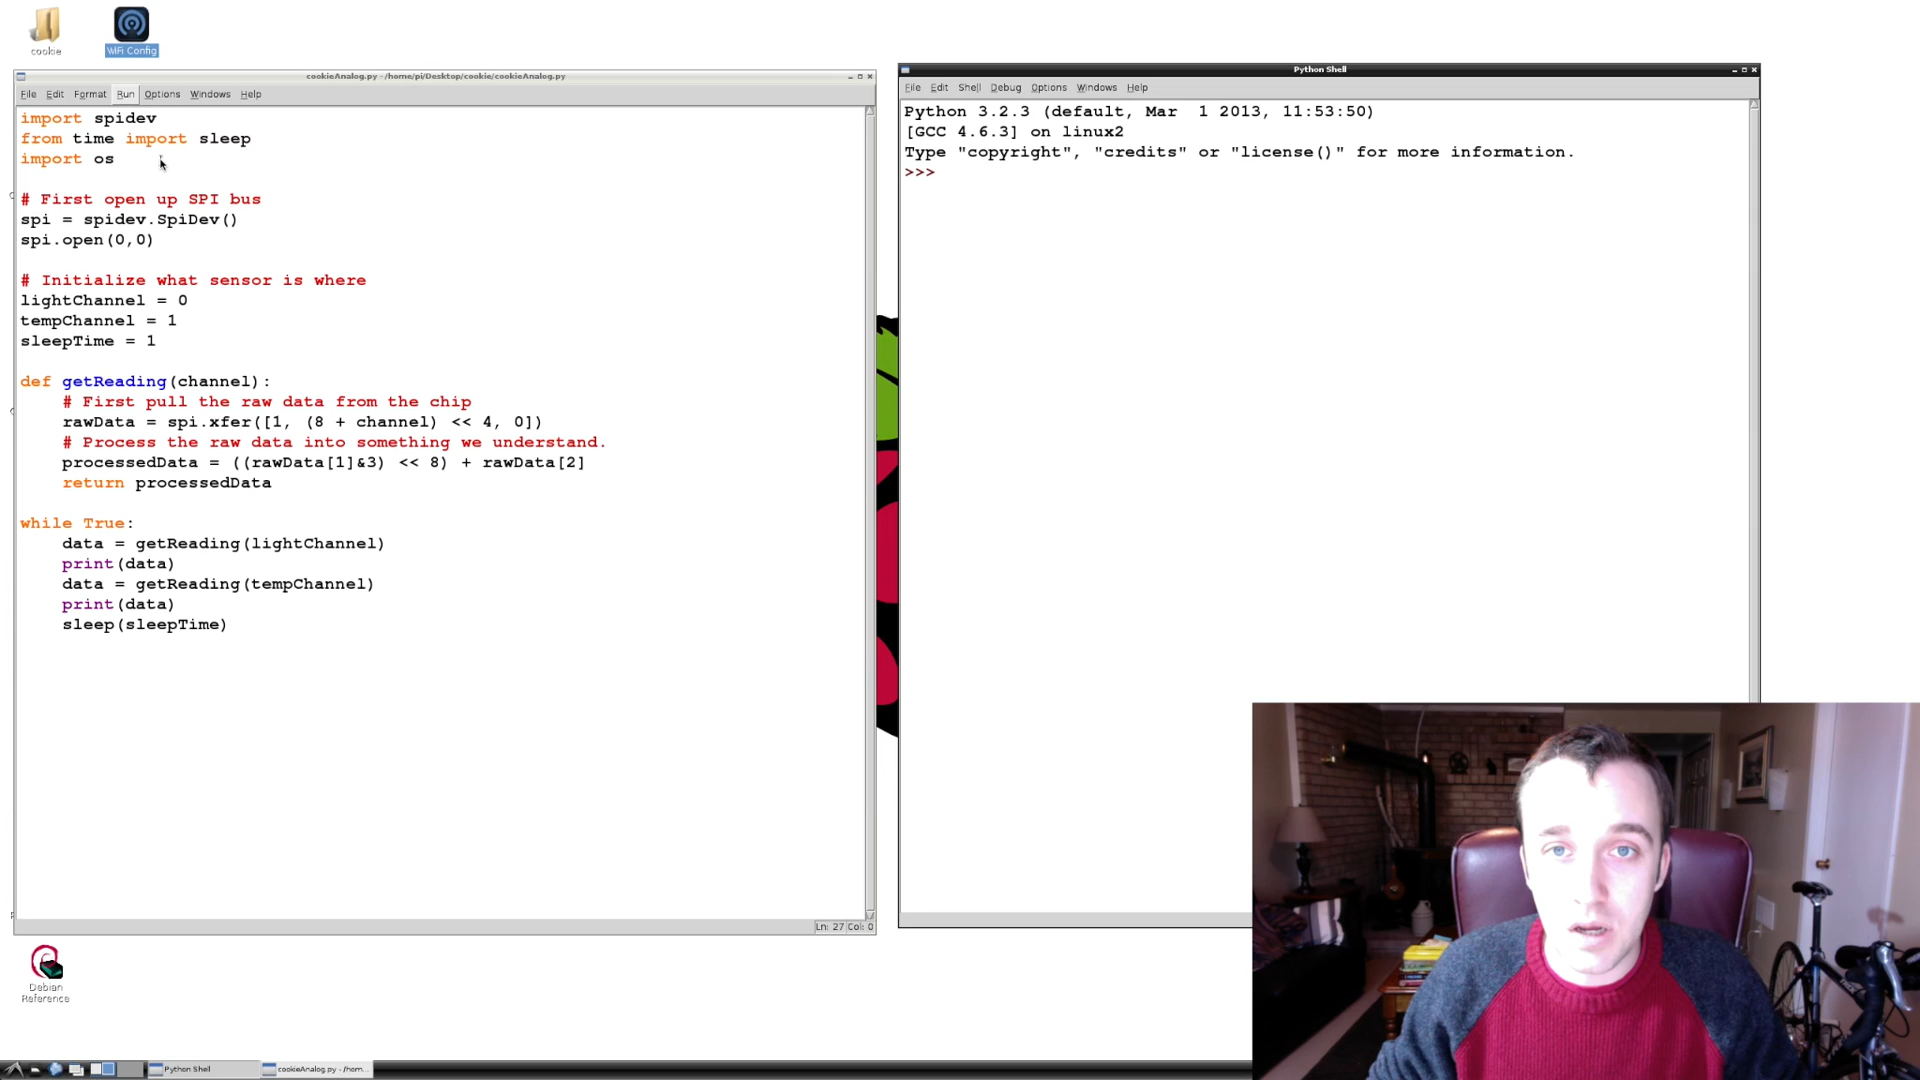 cookie
WiFi Config
cookieAnalog.py - /home/pi/Desktop/cookie/cookieAnalog.py
File Edit Format Run Options Windows Help
import spidev
from time import sleep
import os
# First open up SPI bus
spi = spidev.SpiDev()
spi.open(0,0)
# Initialize what sensor is where
lightChannel = 0
tempChannel = 1
sleepTime = 1
def getReading(channel):
# First pull the raw data from the chip
rawData = spi.xfer([1, (8 + channel) << 4, 0])
# Process the raw data into something we understand.
processedData = ((rawData[1]&3) << 8) + rawData[2]
return processedData
while True:
data = getReading(lightChannel)
print(data)
data = getReading(tempChannel)
print(data)
sleep(sleepTime)
Ln: 27 Col: 0
Python Shell
File Edit Shell Debug Options Windows Help
Python 3.2.3 (default, Mar  1 2013, 11:53:50)
[GCC 4.6.3] on linux2
Type "copyright", "credits" or "license()" for more information.
>>>
Debian
Reference
Python Shell
cookieAnalog.py - /hom...